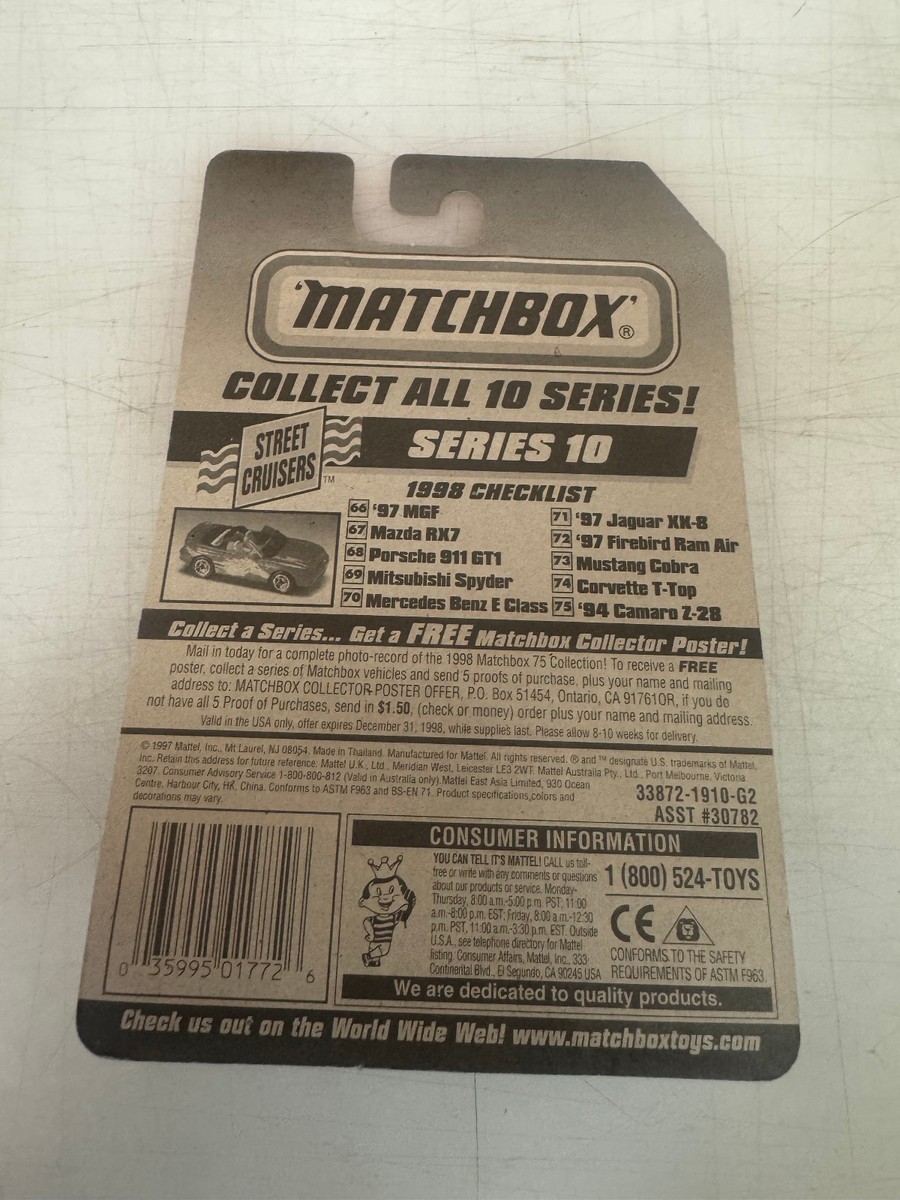 'MATCHBOX'®
COLLECT ALL 10 SERIES!
STREET
CRUISERS™
SERIES 10
1998 CHECKLIST
66 '97 MGF
67 Mazda RX7
68 Porsche 911 GT1
69 Mitsubishi Spyder
70 Mercedes Benz E Class
71 '97 Jaguar XK-8
72 '97 Firebird Ram Air
73 Mustang Cobra
74 Corvette T-Top
75 '94 Camaro Z-28
Collect a Series... Get a FREE Matchbox Collector Poster!
Mail in today for a complete photo-record of the 1998 Matchbox 75 Collection! To receive a FREE
poster, collect a series of Matchbox vehicles and send 5 proofs of purchase, plus your name and mailing
address to: MATCHBOX COLLECTOR POSTER OFFER, P.O. Box 51454, Ontario, CA 91761OR, if you do
not have all 5 Proof of Purchases, send in $1.50, (check or money) order plus your name and mailing address.
Valid in the USA only, offer expires December 31, 1998, while supplies last. Please allow 8-10 weeks for delivery.
© 1997 Mattel, Inc., Mt Laurel, NJ 08054. Made in Thailand. Manufactured for Mattel. All rights reserved. ® and ™ designate U.S. trademarks of Mattel,
Inc. Retain this address for future reference: Mattel U.K., Ltd., Meridian West, Leicester LE3 2WT. Mattel Australia Pty., Ltd., Port Melbourne, Victoria
3207. Consumer Advisory Service 1-800-800-812 (Valid in Australia only).Mattel East Asia Limited, 930 Ocean
Centre, Harbour City, HK, China. Conforms to ASTM F963 and BS-EN 71. Product specifications,colors and
decorations may vary.
33872-1910-G2
ASST #30782
0 35995 01772 6
CONSUMER INFORMATION
YOU CAN TELL IT'S MATTEL! CALL us toll-
free or write with any comments or questions
about our products or service. Monday-
Thursday, 8:00 a.m.-5:00 p.m. PST; 11:00
a.m.-8:00 p.m. EST; Friday, 8:00 a.m.-12:30
p.m. PST, 11:00 a.m.-3:30 p.m. EST. Outside
U.S.A., see telephone directory for Mattel
listing. Consumer Affairs, Mattel, Inc., 333
Continental Blvd., El Segundo, CA 90245 USA
1 (800) 524-TOYS
CE
CONFORMS TO THE SAFETY
REQUIREMENTS OF ASTM F963.
We are dedicated to quality products.
Check us out on the World Wide Web! www.matchboxtoys.com